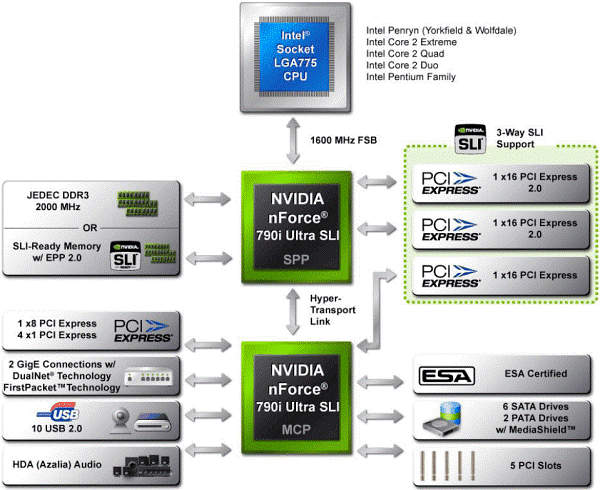 Intel®
Socket
LGA775
CPU
Intel Penryn (Yorkfield & Wolfdale)
Intel Core 2 Extreme
Intel Core 2 Quad
Intel Core 2 Duo
Intel Pentium Family
1600 MHz FSB
NVIDIA
SLI
3-Way SLI
Support
JEDEC DDR3
2000 MHz
OR
SLI-Ready Memory
w/ EPP 2.0
NVIDIA
SLI
READY
NVIDIA
nForce®
790i Ultra SLI
SPP
PCI
EXPRESS®
1 x16 PCI Express
2.0
PCI
EXPRESS®
1 x16 PCI Express
2.0
PCI
EXPRESS®
1 x16 PCI Express
Hyper-
Transport
Link
1 x8 PCI Express
4 x1 PCI Express
PCI
EXPRESS®
2 GigE Connections w/
DualNet® Technology
FirstPacket™Technology
USB
10 USB 2.0
HDA (Azalia) Audio
NVIDIA
nForce®
790i Ultra SLI
MCP
ESA
ESA Certified
6 SATA Drives
2 PATA Drives
w/ MediaShield™
5 PCI Slots